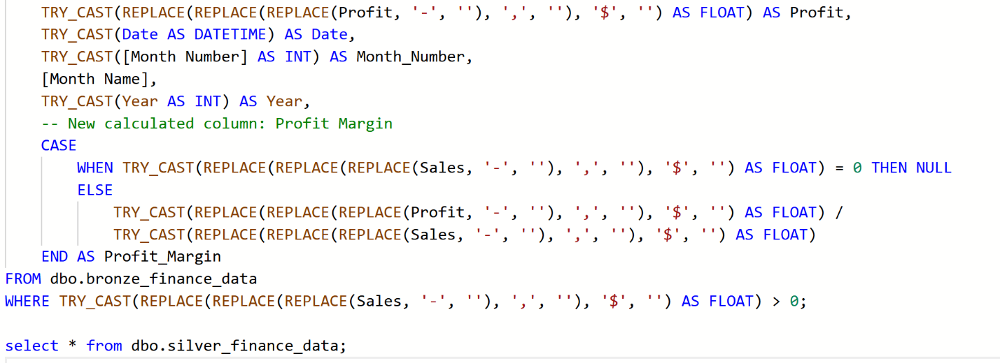 TRY_CAST(REPLACE(REPLACE(REPLACE(Profit, '-', ''), ',', ''), '$', '') AS FLOAT) AS Profit,
TRY_CAST(Date AS DATETIME) AS Date,
TRY_CAST([Month Number] AS INT) AS Month_Number,
[Month Name],
TRY_CAST(Year AS INT) AS Year,
-- New calculated column: Profit Margin
CASE
WHEN TRY_CAST(REPLACE(REPLACE(REPLACE(Sales, '-', ''), ',', ''), '$', '') AS FLOAT) = 0 THEN NULL
ELSE
TRY_CAST(REPLACE(REPLACE(REPLACE(Profit, '-', ''), ',', ''), '$', '') AS FLOAT) /
TRY_CAST(REPLACE(REPLACE(REPLACE(Sales, '-', ''), ',', ''), '$', '') AS FLOAT)
END AS Profit_Margin
FROM dbo.bronze_finance_data
WHERE TRY_CAST(REPLACE(REPLACE(REPLACE(Sales, '-', ''), ',', ''), '$', '') AS FLOAT) > 0;
select * from dbo.silver_finance_data;